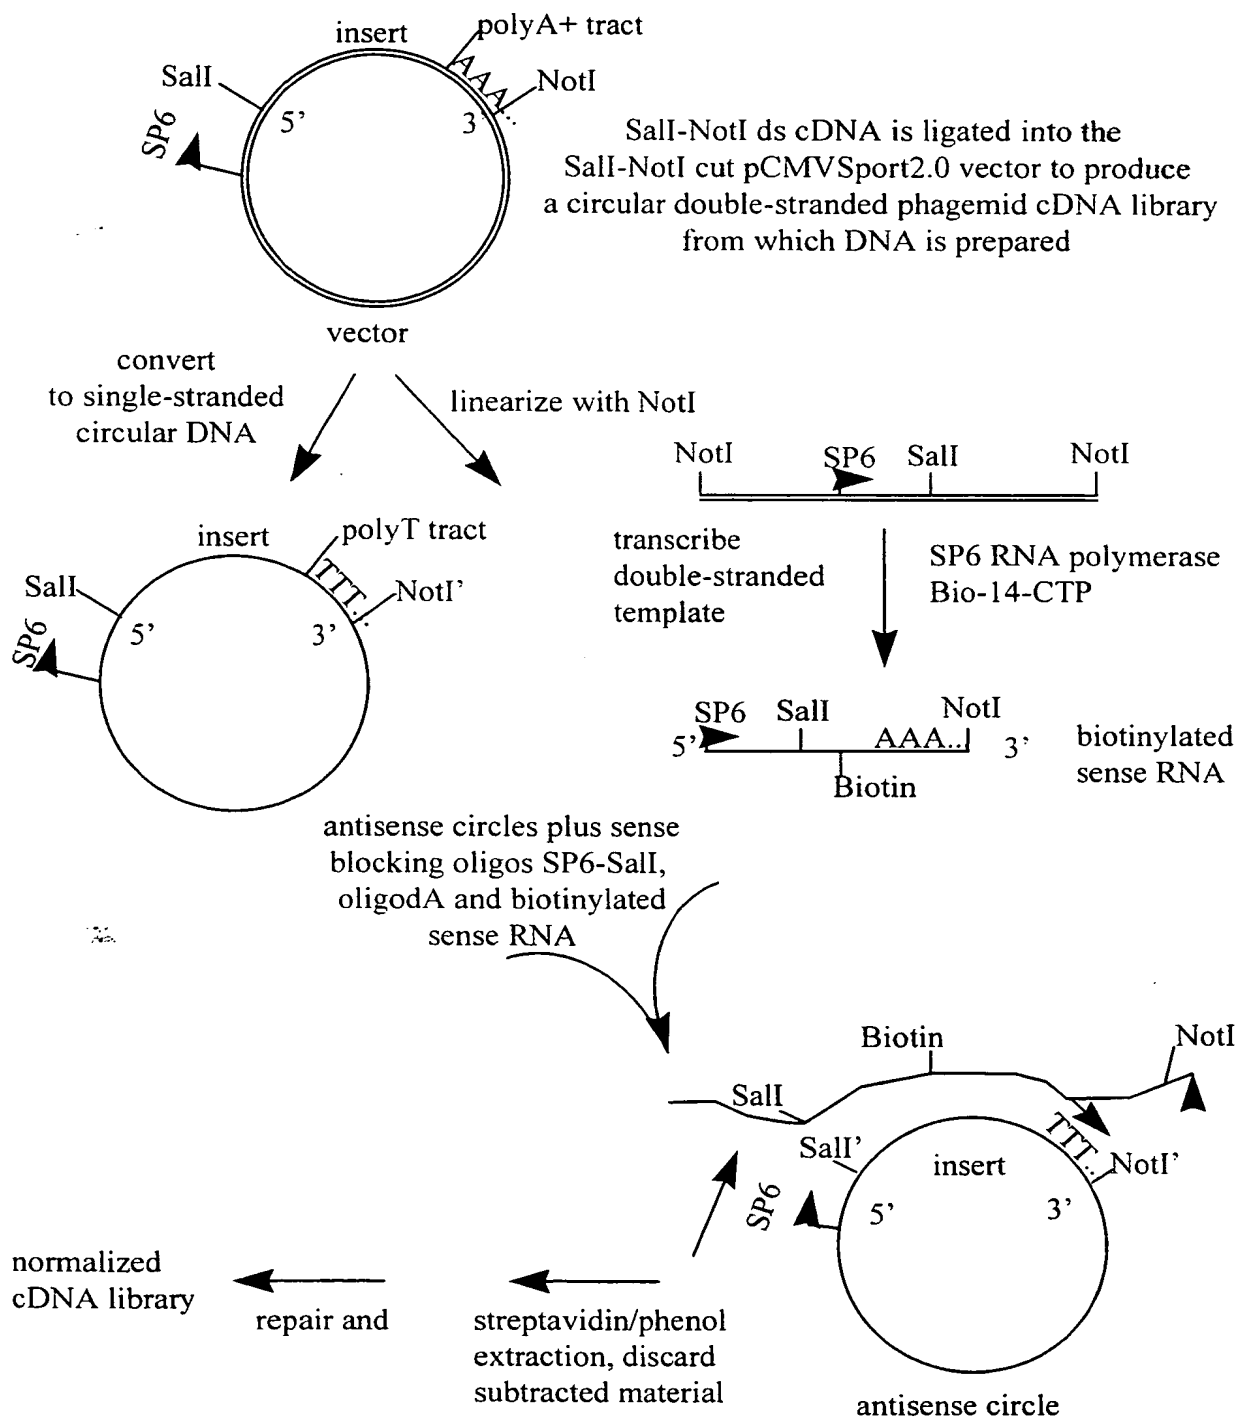 insert
polyA+ tract
SalI
AAA...
NotI
5’
3’
SP6
SalI-NotI ds cDNA is ligated into the
SalI-NotI cut pCMVSport2.0 vector to produce
a circular double-stranded phagemid cDNA library
from which DNA is prepared
vector
convert
to single-stranded
circular DNA
linearize with NotI
NotI
SP6
SalI
NotI
insert
polyT tract
SalI
TTT...
NotI’
5’
3’
SP6
transcribe
double-stranded
template
SP6 RNA polymerase
Bio-14-CTP
SP6
SalI
NotI
5’
AAA...
3’
Biotin
biotinylated
sense RNA
antisense circles plus sense
blocking oligos SP6-SalI,
oligodA and biotinylated
sense RNA
Biotin
NotI
SalI
SalI’
TTT...
NotI’
insert
SP6
5’
3’
normalized
cDNA library
repair and
streptavidin/phenol
extraction, discard
subtracted material
antisense circle